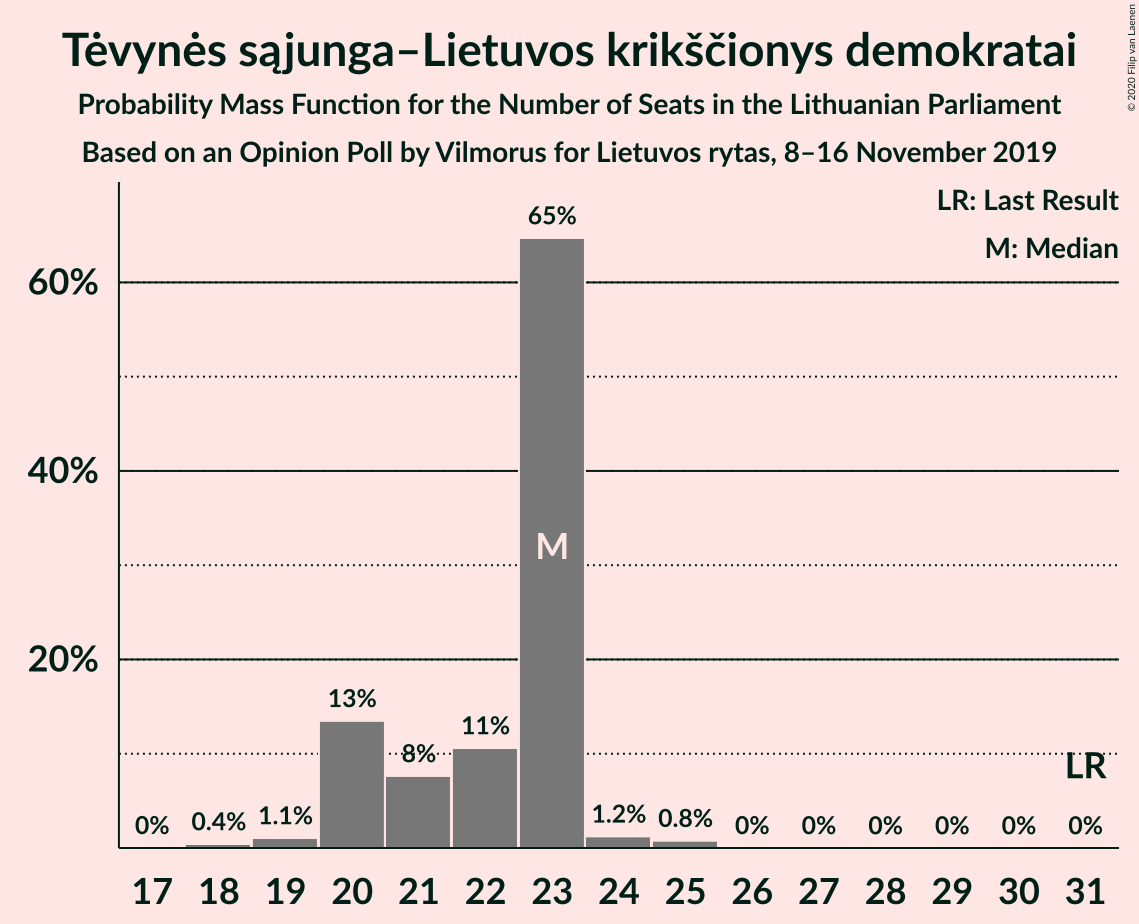 Tėvynės sąjunga–Lietuvos krikščionys demokratai
Probability Mass Function for the Number of Seats in the Lithuanian Parliament
Based on an Opinion Poll by Vilmorus for Lietuvos rytas, 8–16 November 2019
© 2020 Filip van Laenen
LR: Last Result
M: Median
65%
60%
40%
M
20%
13%
11%
8%
LR
0% 0.4% 1.1% 1.2% 0.8% 0% 0% 0% 0% 0% 0%
17 18 19 20 21 22 23 24 25 26 27 28 29 30 31